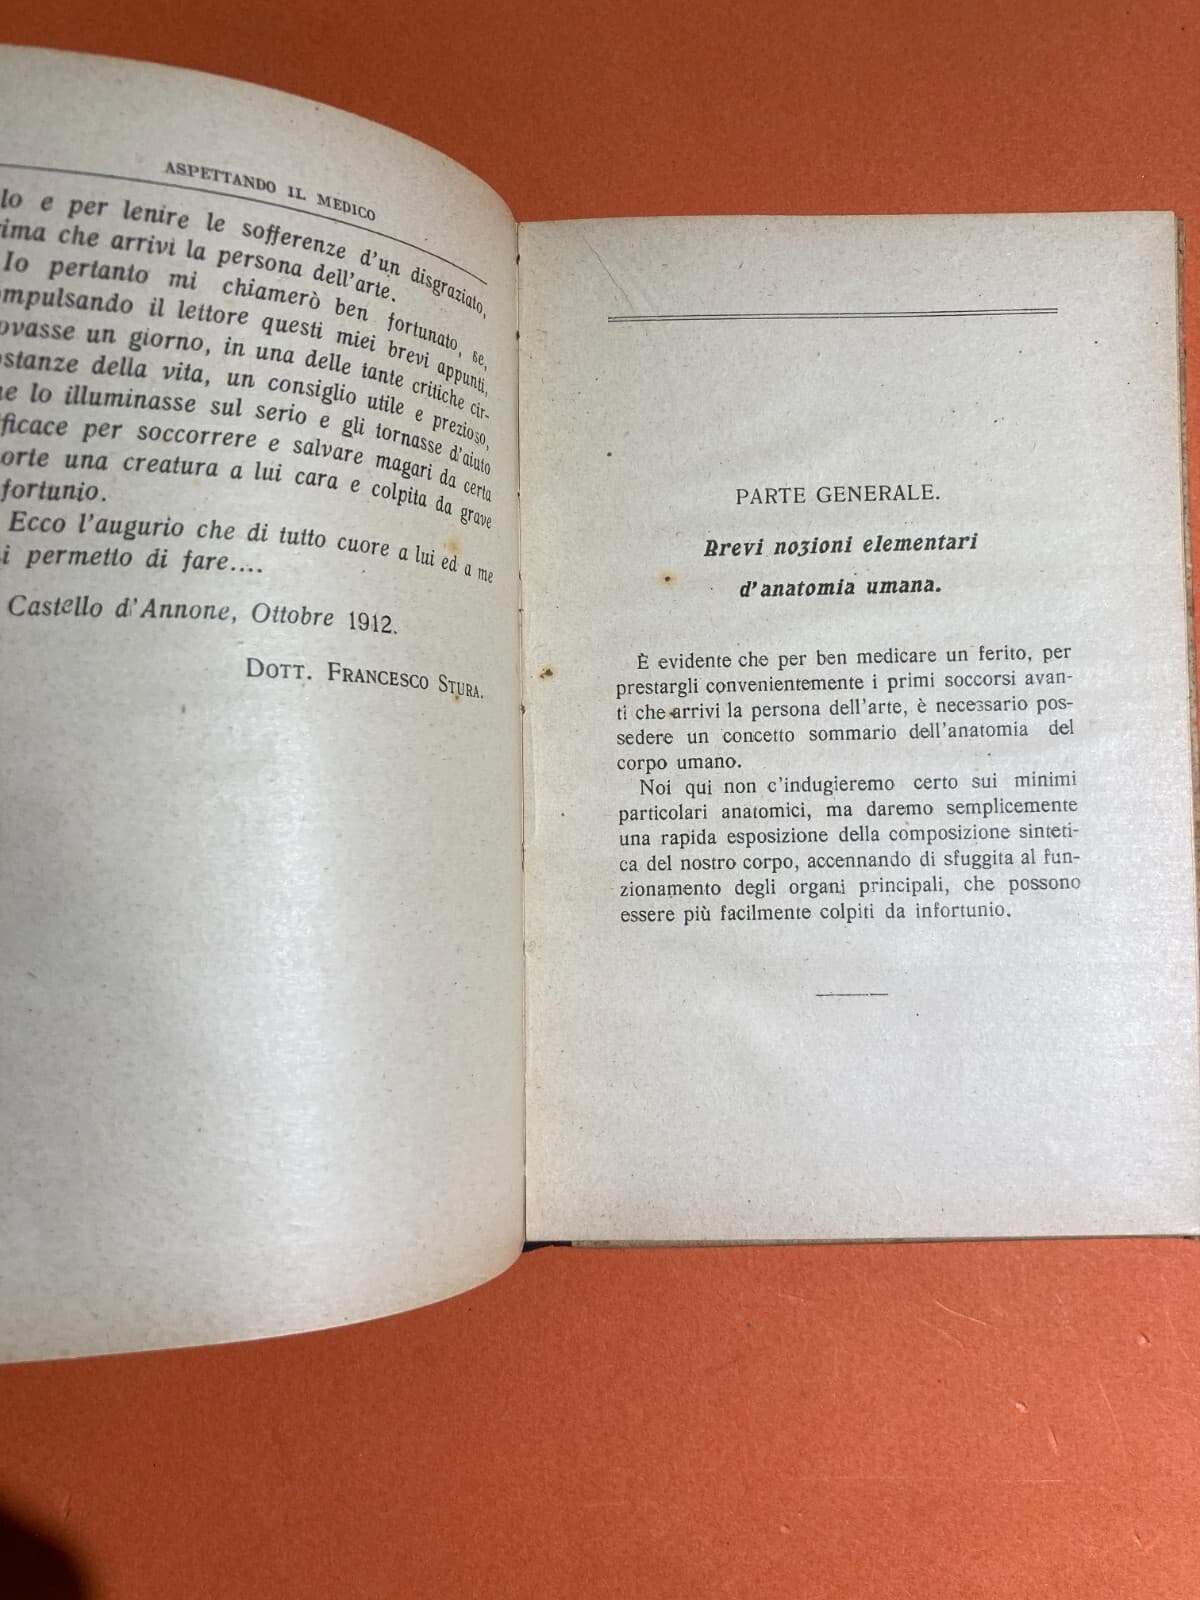 ASPETTANDO IL MEDICO
lo e per lenire le sofferenze d'un disgraziato,
ima che arrivi la persona dell'arte.
Io pertanto mi chiamerò ben fortunato, se,
mpulsando il lettore questi miei brevi appunti,
ovasse un giorno, in una delle tante critiche cir-
stanze della vita, un consiglio utile e prezioso,
e lo illuminasse sul serio e gli tornasse d'aiuto
ficace per soccorrere e salvare magari da certa
orte una creatura a lui cara e colpita da grave
fortunio.
Ecco l'augurio che di tutto cuore a lui ed a me
i permetto di fare....
Castello d'Annone, Ottobre 1912.
DOTT. FRANCESCO STURA.
PARTE GENERALE.
Brevi nozioni elementari
d'anatomia umana.
È evidente che per ben medicare un ferito, per
prestargli convenientemente i primi soccorsi avan-
ti che arrivi la persona dell'arte, è necessario pos-
sedere un concetto sommario dell'anatomia del
corpo umano.
Noi qui non c'indugieremo certo sui minimi
particolari anatomici, ma daremo semplicemente
una rapida esposizione della composizione sinteti-
ca del nostro corpo, accennando di sfuggita al fun-
zionamento degli organi principali, che possono
essere più facilmente colpiti da infortunio.